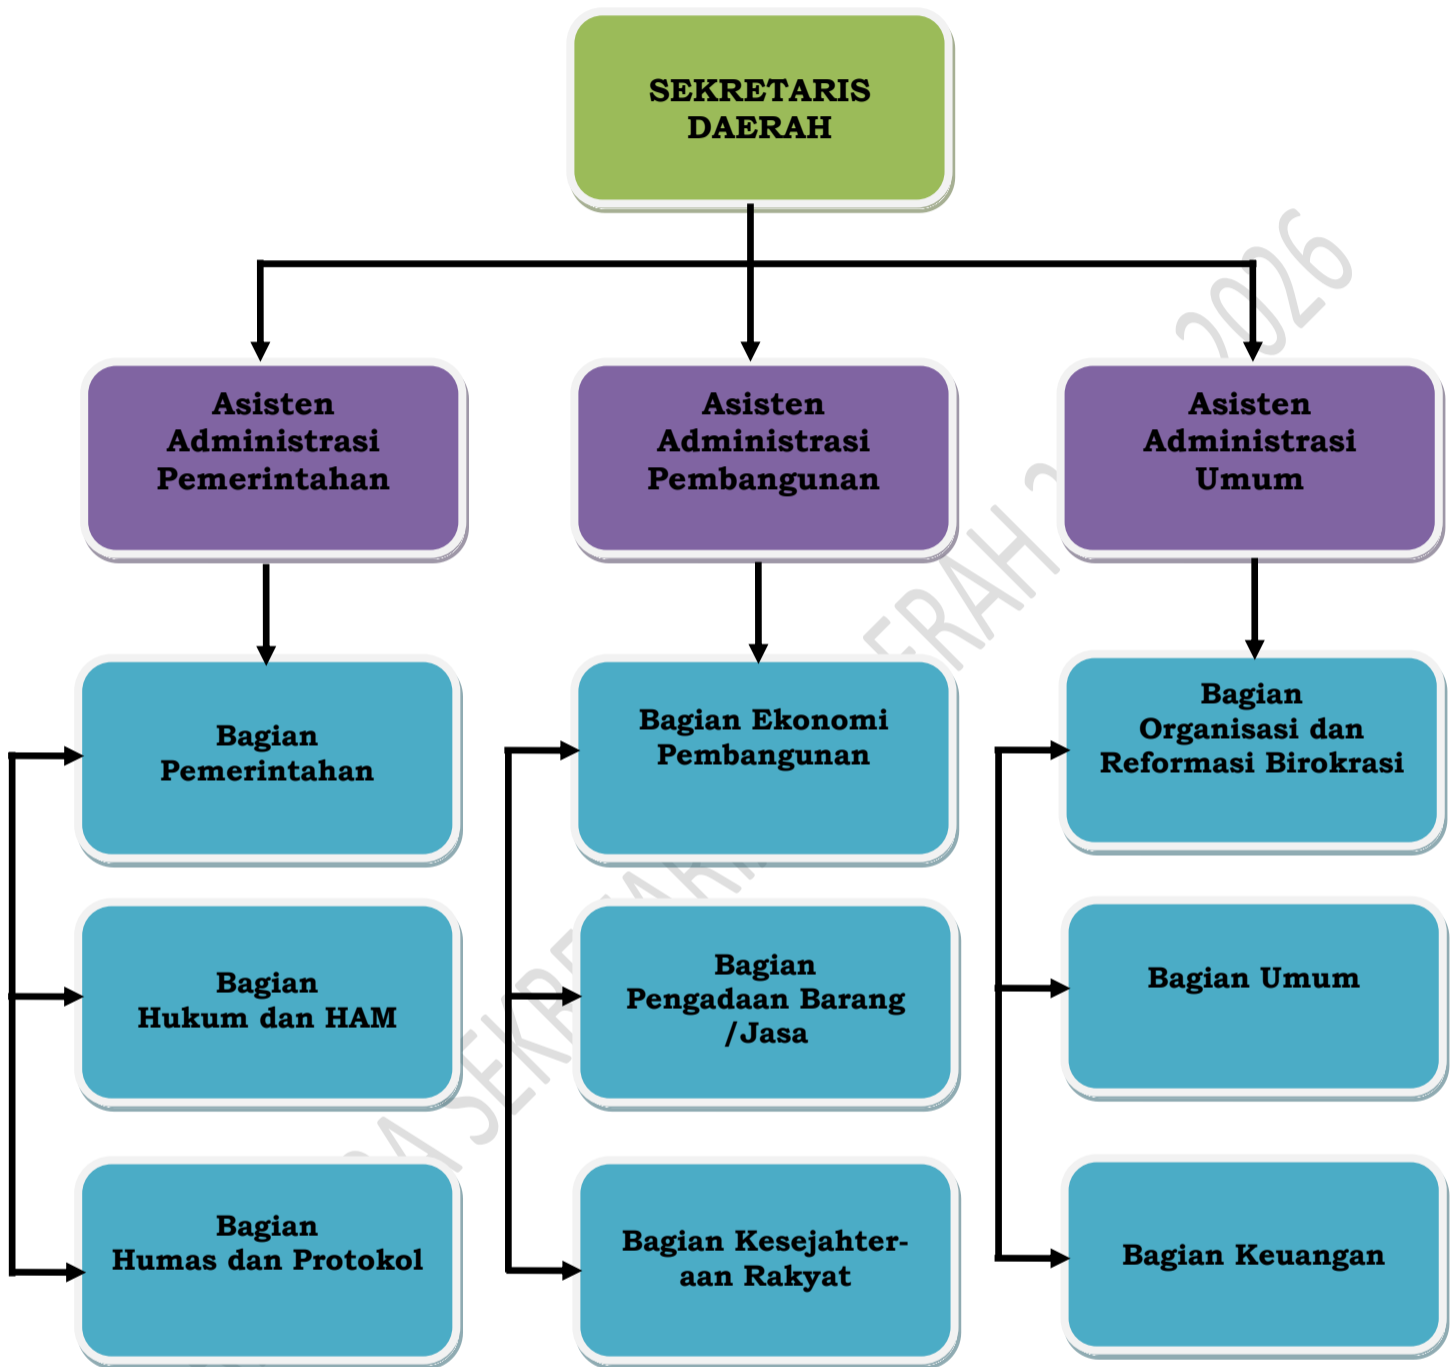 SEKRETARIS
DAERAH
Asisten
Administrasi
Pemerintahan
Asisten
Administrasi
Pembangunan
Asisten
Administrasi
Umum
Bagian
Pemerintahan
Bagian Ekonomi
Pembangunan
Bagian
Organisasi dan
Reformasi Birokrasi
Bagian
Hukum dan HAM
Bagian
Pengadaan Barang
/Jasa
Bagian Umum
Bagian
Humas dan Protokol
Bagian Kesejahter-
aan Rakyat
Bagian Keuangan
2026